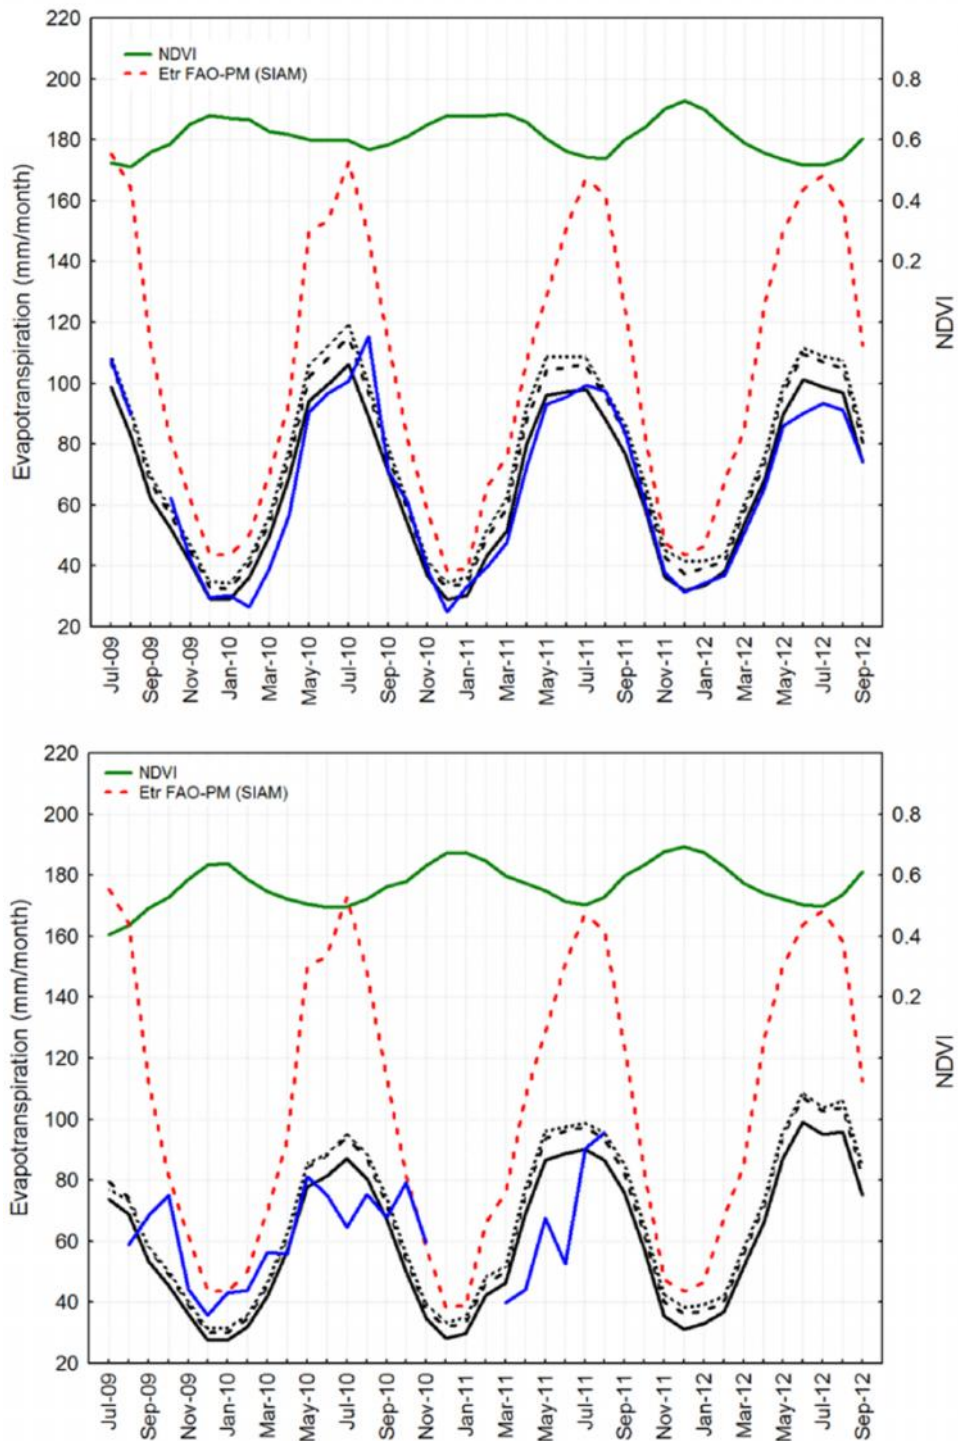 220
200
180
160
140
120
100
80
60
40
20
Evapotranspiration (mm/month)
NDVI
Etr FAO-PM (SIAM)
0.8
0.6
0.4
0.2
NDVI
Jul-09
Sep-09
Nov-09
Jan-10
Mar-10
May-10
Jul-10
Sep-10
Nov-10
Jan-11
Mar-11
May-11
Jul-11
Sep-11
Nov-11
Jan-12
Mar-12
May-12
Jul-12
Sep-12
220
200
180
160
140
120
100
80
60
40
20
Evapotranspiration (mm/month)
NDVI
Etr FAO-PM (SIAM)
0.8
0.6
0.4
0.2
NDVI
Jul-09
Sep-09
Nov-09
Jan-10
Mar-10
May-10
Jul-10
Sep-10
Nov-10
Jan-11
Mar-11
May-11
Jul-11
Sep-11
Nov-11
Jan-12
Mar-12
May-12
Jul-12
Sep-12